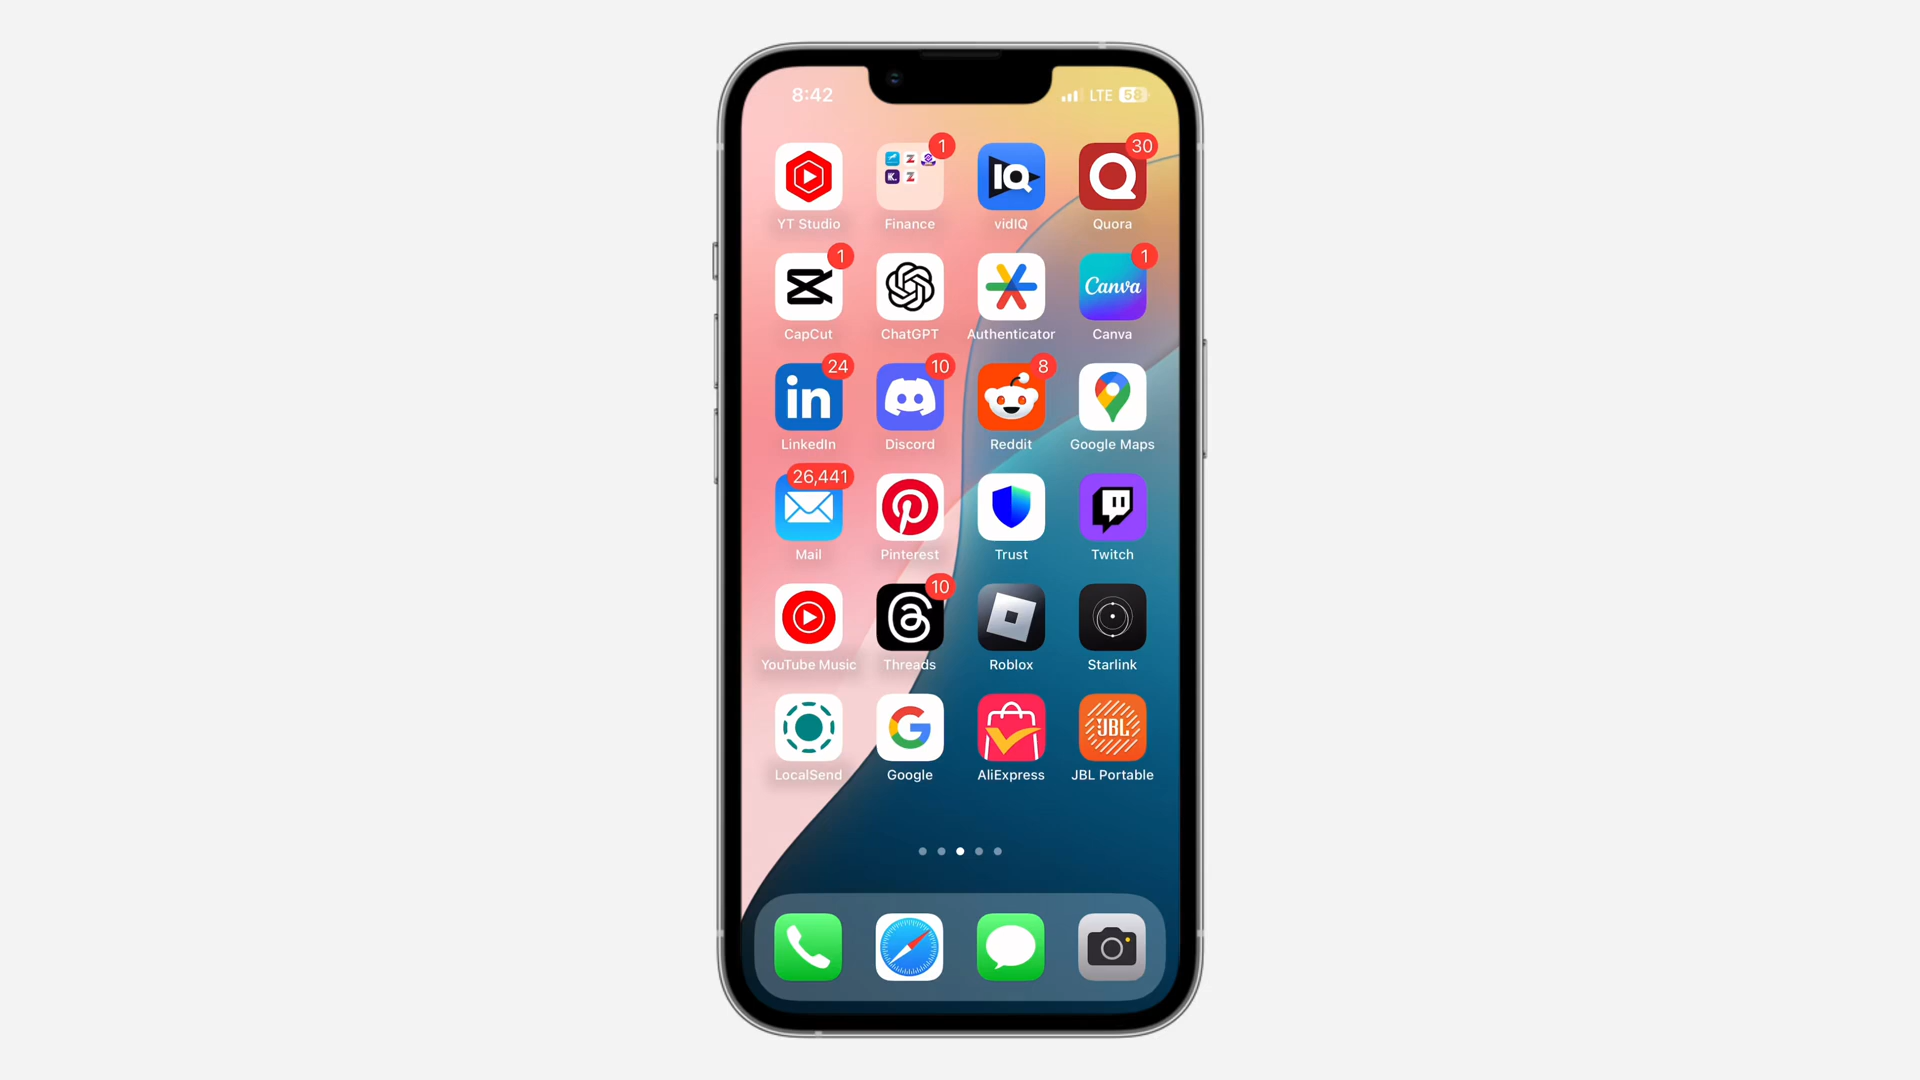 8:42 LTE 58
1 30
IQ
YT Studio Finance vidIQ Quora
1 1
Canva
CapCut ChatGPT Authenticator Canva
24 10 8
in
LinkedIn Discord Reddit Google Maps
26,441
Mail Pinterest Trust Twitch
10
YouTube Music Threads Roblox Starlink
JBL
LocalSend Google AliExpress JBL Portable